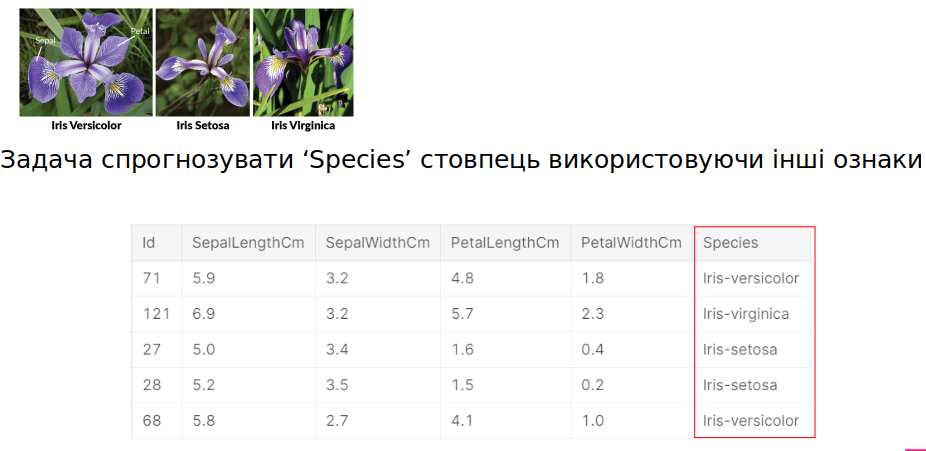 Sepal Petal
Iris Versicolor Iris Setosa Iris Virginica
Задача спрогнозувати ‘Species’ стовпець використовуючи інші ознаки
Id SepalLengthCm SepalWidthCm PetalLengthCm PetalWidthCm Species
71 5.9 3.2 4.8 1.8 Iris-versicolor
121 6.9 3.2 5.7 2.3 Iris-virginica
27 5.0 3.4 1.6 0.4 Iris-setosa
28 5.2 3.5 1.5 0.2 Iris-setosa
68 5.8 2.7 4.1 1.0 Iris-versicolor